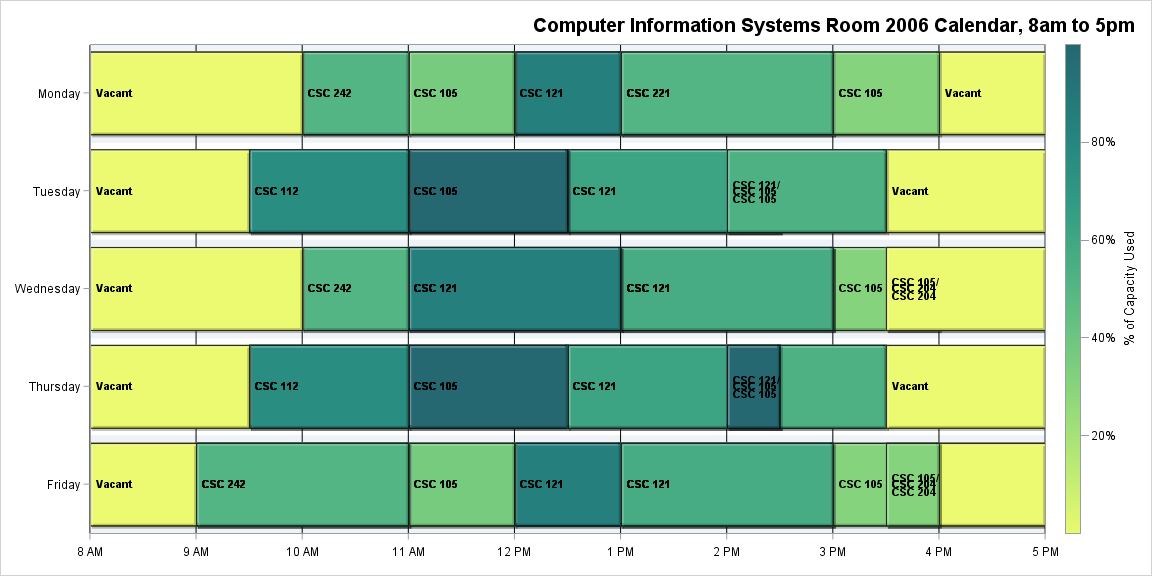 Computer Information Systems Room 2006 Calendar, 8am to 5pm
Monday
Vacant
CSC 242
CSC 105
CSC 121
CSC 221
CSC 105
Vacant
Tuesday
Vacant
CSC 112
CSC 105
CSC 121
CSC 121/
CSC 105
CSC 105
Vacant
Wednesday
Vacant
CSC 242
CSC 121
CSC 121
CSC 105
CSC 105/
CSC 204
CSC 204
Thursday
Vacant
CSC 112
CSC 105
CSC 121
CSC 121/
CSC 105
CSC 105
Vacant
Friday
Vacant
CSC 242
CSC 105
CSC 121
CSC 121
CSC 105
CSC 105/
CSC 204
CSC 204
8 AM
9 AM
10 AM
11 AM
12 PM
1 PM
2 PM
3 PM
4 PM
5 PM
80%
60%
40%
20%
% of Capacity Used